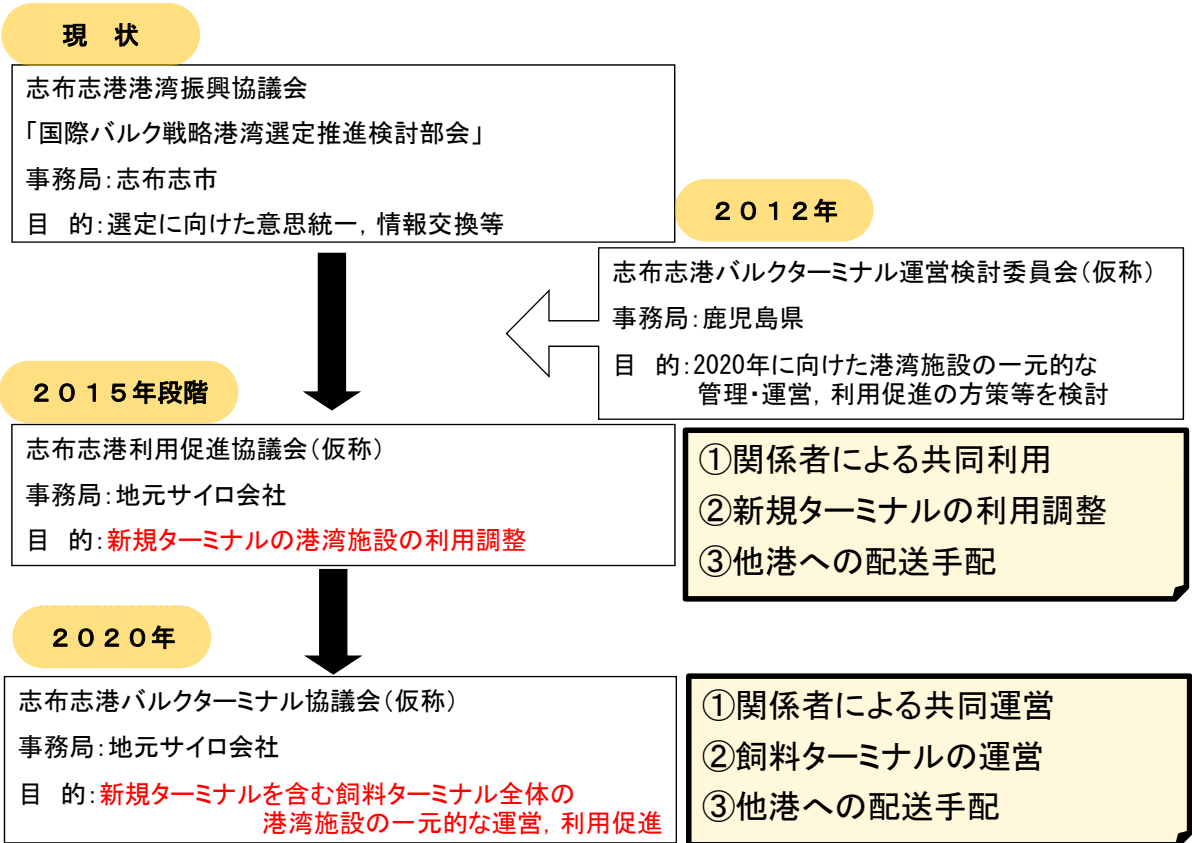 現　状
志布志港港湾振興協議会
「国際バルク戦略港湾選定推進検討部会」
事務局：志布志市
目　的：選定に向けた意思統一，情報交換等
２０１２年
志布志港バルクターミナル運営検討委員会（仮称）
事務局：鹿児島県
目　的：2020年に向けた港湾施設の一元的な
管理・運営，利用促進の方策等を検討
２０１５年段階
志布志港利用促進協議会（仮称）
事務局：地元サイロ会社
目　的：新規ターミナルの港湾施設の利用調整
①関係者による共同利用
②新規ターミナルの利用調整
③他港への配送手配
２０２０年
志布志港バルクターミナル協議会（仮称）
事務局：地元サイロ会社
目　的：新規ターミナルを含む飼料ターミナル全体の
港湾施設の一元的な運営，利用促進
①関係者による共同運営
②飼料ターミナルの運営
③他港への配送手配